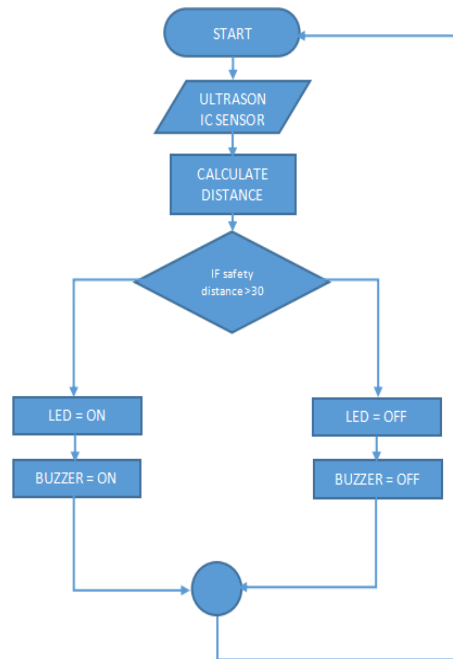 START
ULTRASON
IC SENSOR
CALCULATE
DISTANCE
IF safety
distance>30
LED = ON
BUZZER = ON
LED = OFF
BUZZER = OFF